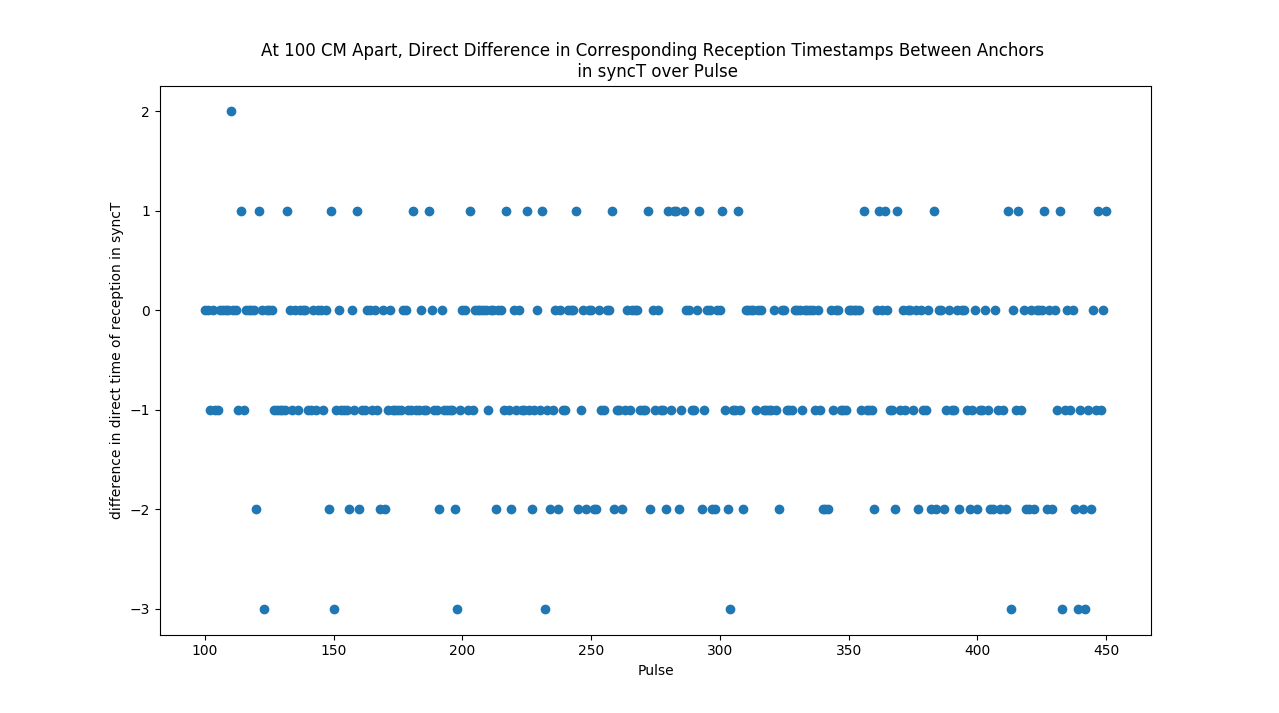 At 100 CM Apart, Direct Difference in Corresponding Reception Timestamps Between Anchors
in syncT over Pulse
difference in direct time of reception in syncT
2
1
0
−1
−2
−3
100 150 200 250 300 350 400 450
Pulse